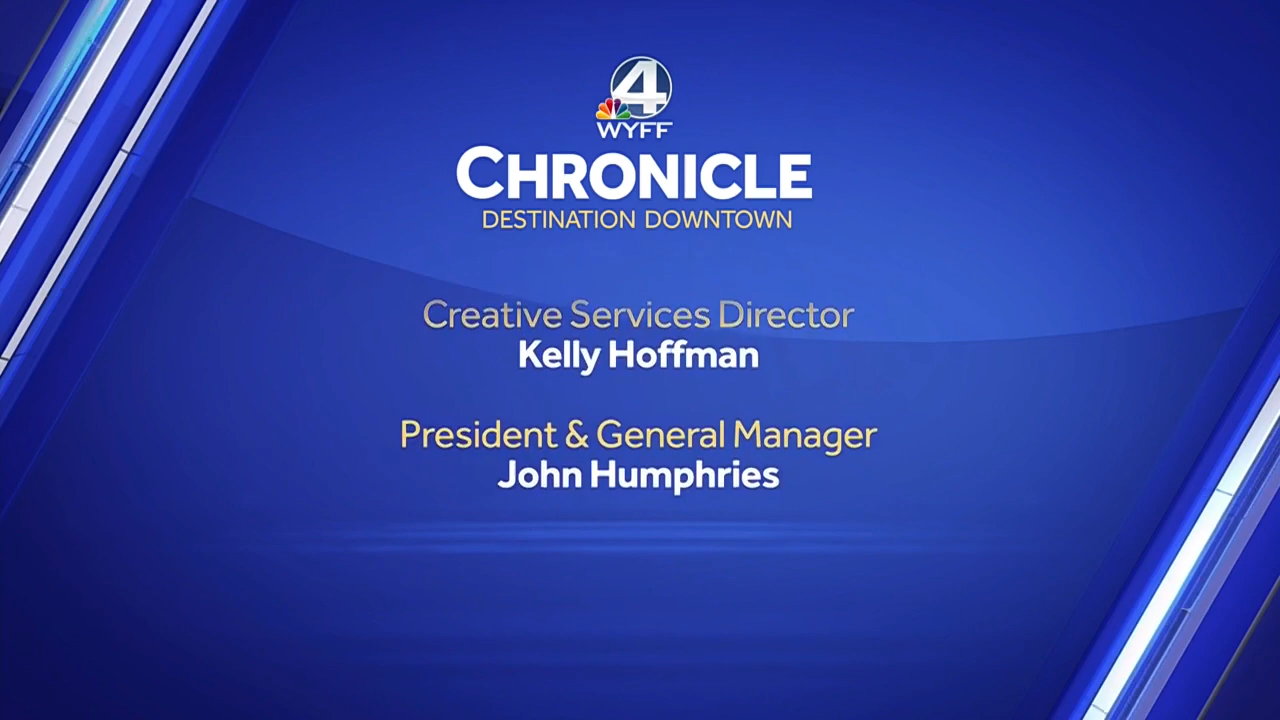 4
WYFF
CHRONICLE
DESTINATION DOWNTOWN
Creative Services Director
Kelly Hoffman
President & General Manager
John Humphries